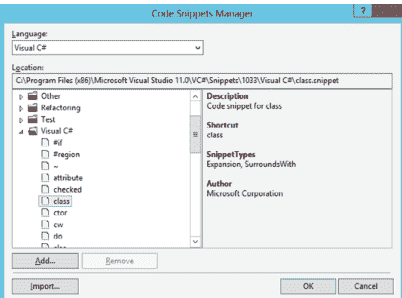 Code Snippets Manager
?
Language:
Visual C#
Location:
C:\Program Files (x86)\Microsoft Visual Studio 11.0\VC#\Snippets\1033\Visual C#\class.snippet
Other
Refactoring
Test
Visual C#
#if
#region
~
attribute
checked
class
ctor
cw
do
Description
Code snippet for class
Shortcut
class
SnippetTypes
Expansion, SurroundsWith
Author
Microsoft Corporation
Add...
Remove
Import...
OK
Cancel